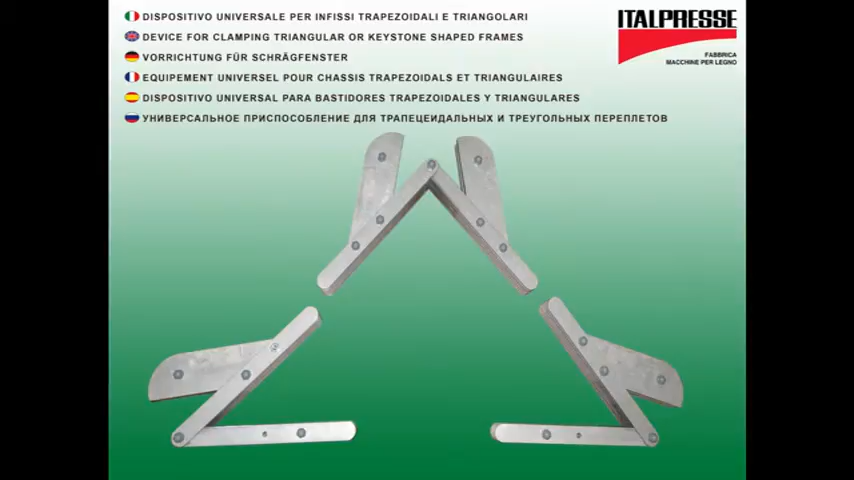 DISPOSITIVO UNIVERSALE PER INFISSI TRAPEZOIDALI E TRIANGOLARI
DEVICE FOR CLAMPING TRIANGULAR OR KEYSTONE SHAPED FRAMES
VORRICHTUNG FÜR SCHRÄGFENSTER
EQUIPEMENT UNIVERSEL POUR CHASSIS TRAPEZOIDALS ET TRIANGULAIRES
DISPOSITIVO UNIVERSAL PARA BASTIDORES TRAPEZOIDALES Y TRIANGULARES
УНИВЕРСАЛЬНОЕ ПРИСПОСОБЛЕНИЕ ДЛЯ ТРАПЕЦЕИДАЛЬНЫХ И ТРЕУГОЛЬНЫХ ПЕРЕПЛЕТОВ
ITALPRESSE
FABBRICA
MACCHINE PER LEGNO